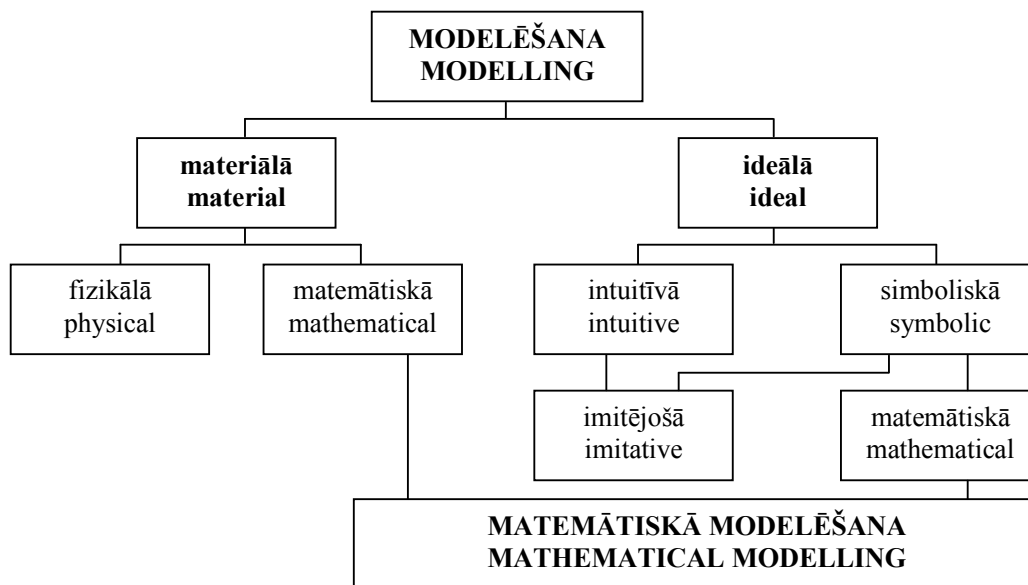 MODELĒŠANA
MODELLING
materiālā
material
ideālā
ideal
fizikālā
physical
matemātiskā
mathematical
intuitīvā
intuitive
simboliskā
symbolic
imitējošā
imitative
matemātiskā
mathematical
MATEMĀTISKĀ MODELĒŠANA
MATHEMATICAL MODELLING